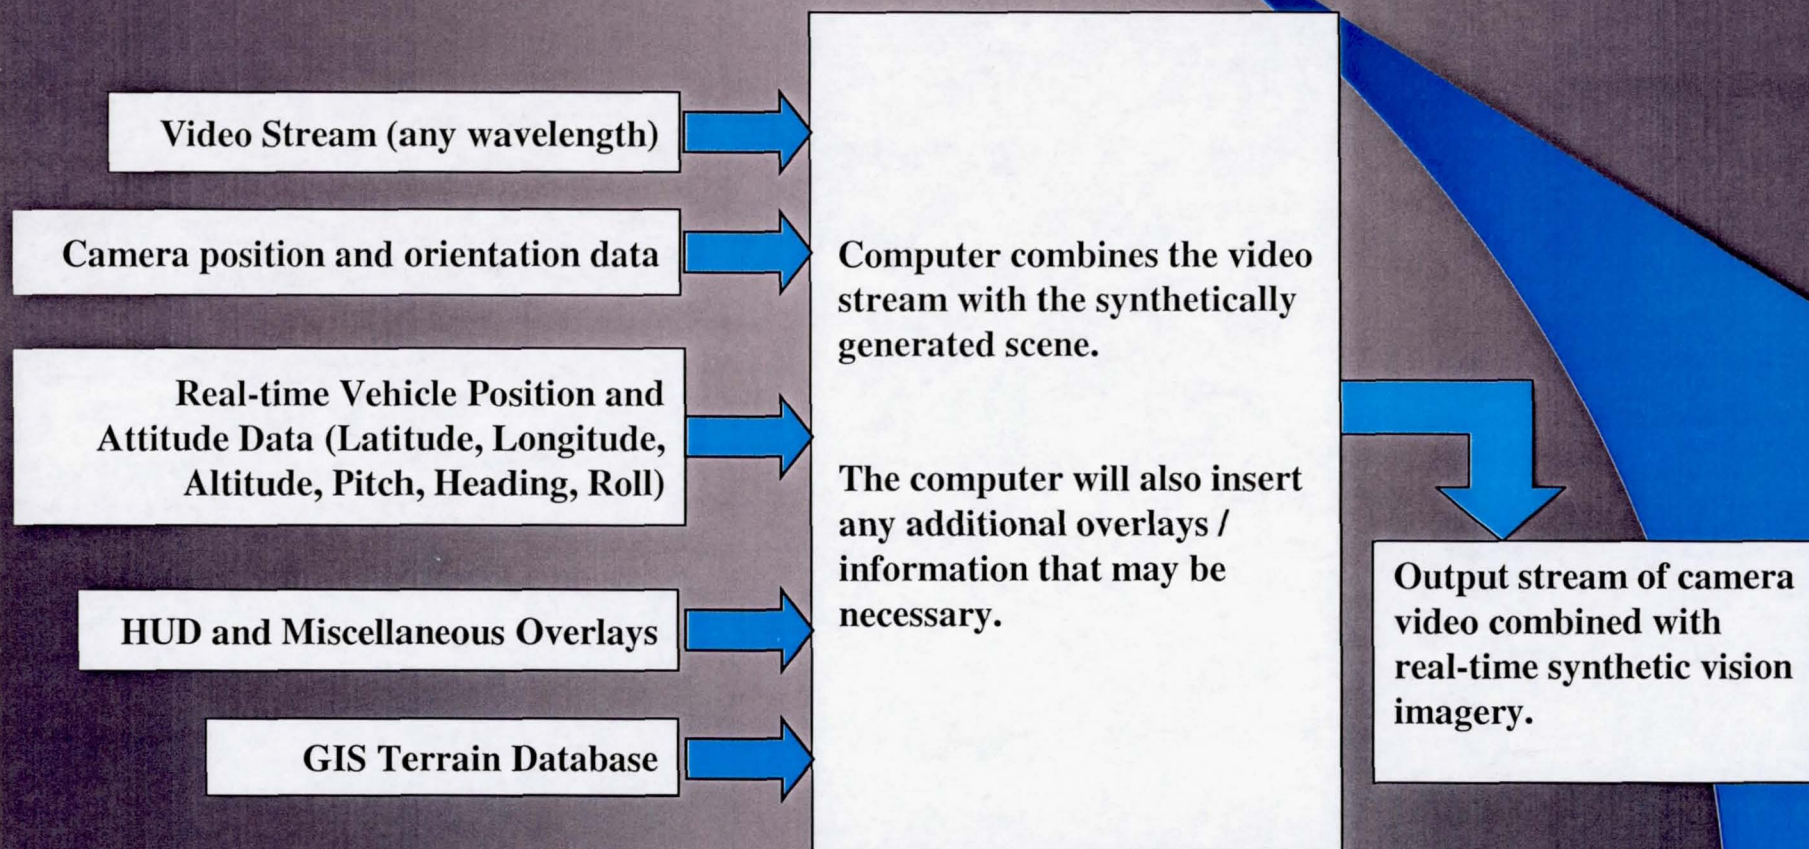 Video Stream (any wavelength)
Camera position and orientation data
Real-time Vehicle Position and
Attitude Data (Latitude, Longitude,
Altitude, Pitch, Heading, Roll)
HUD and Miscellaneous Overlays
GIS Terrain Database
Computer combines the video
stream with the synthetically
generated scene.
The computer will also insert
any additional overlays /
information that may be
necessary.
Output stream of camera
video combined with
real-time synthetic vision
imagery.